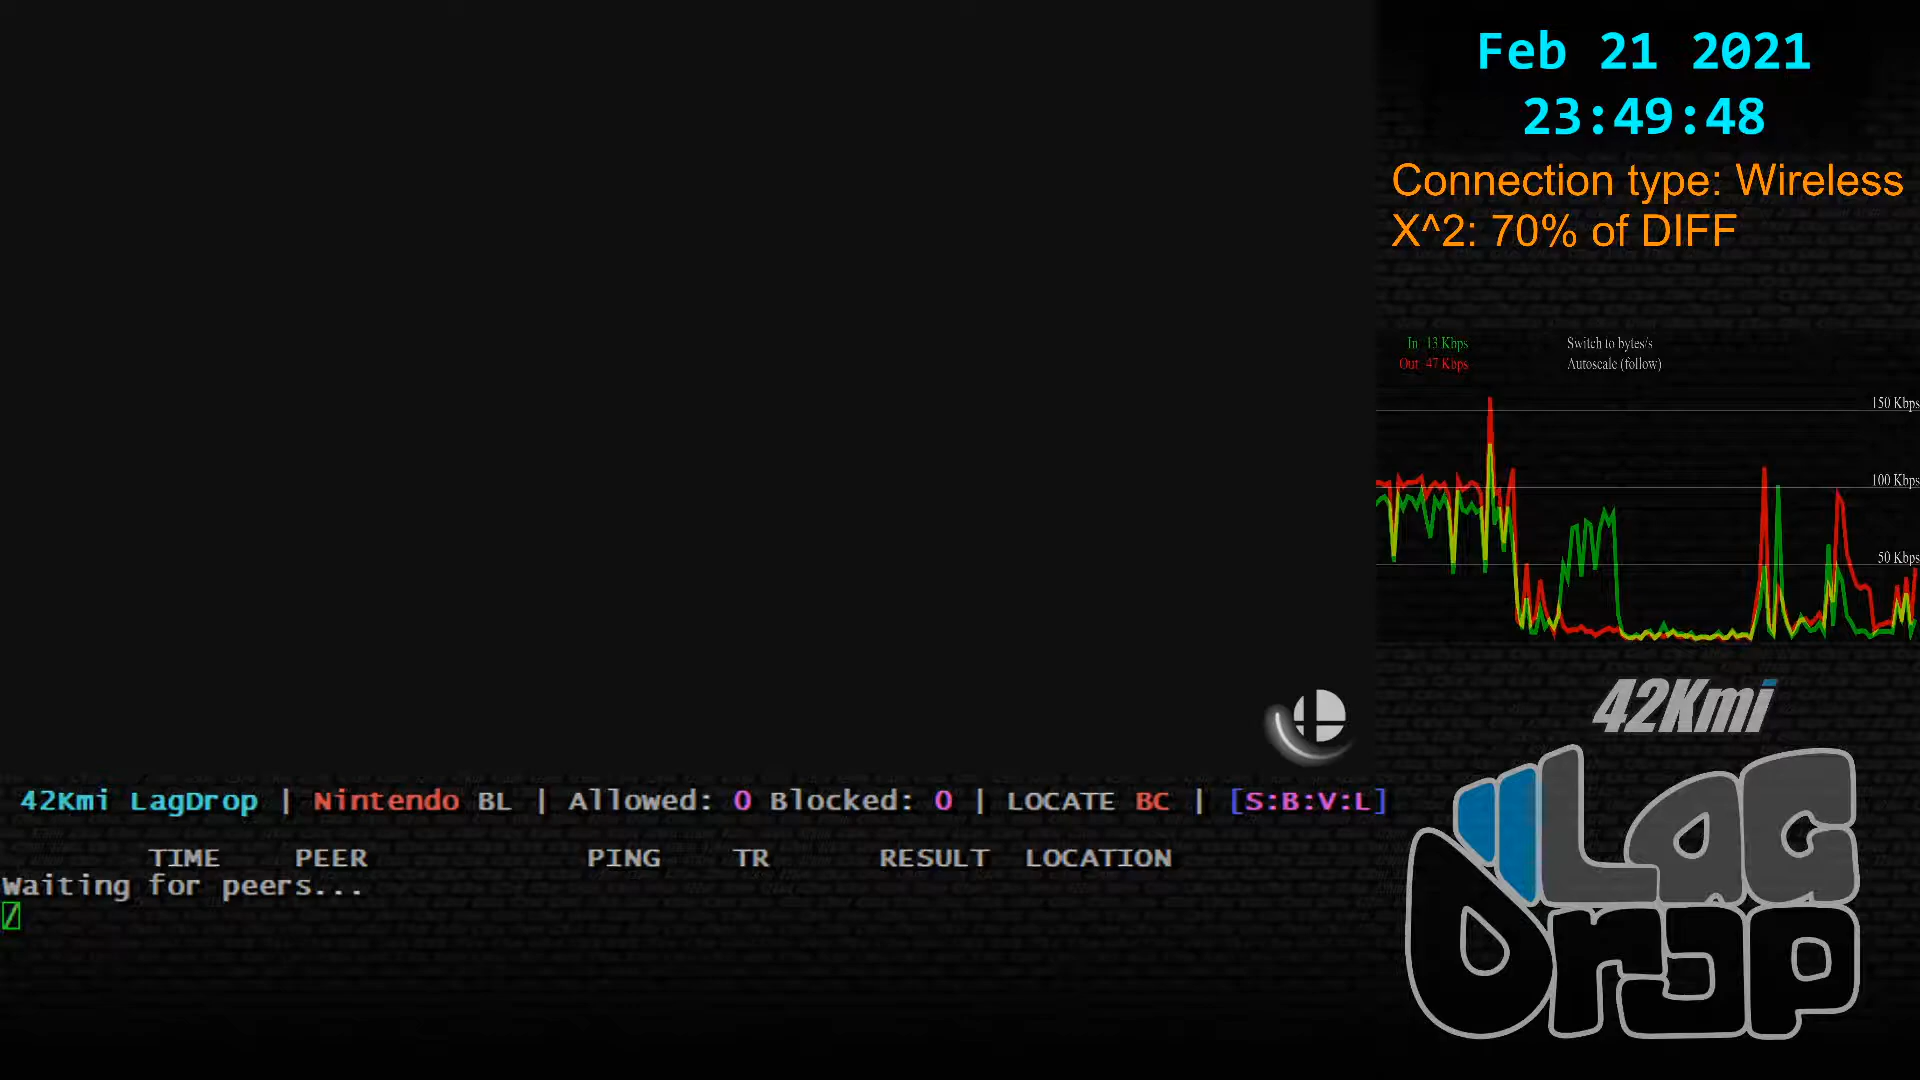 Feb 21 2021
23:49:48
Connection type: Wireless
X^2: 70% of DIFF
In 13 Kbps
Switch to bytes/s
Out 47 Kbps
Autoscale (follow)
150 Kbps
100 Kbps
50 Kbps
42Kmi
LAG
Drop
42Kmi LagDrop | Nintendo BL | Allowed: 0 Blocked: 0 | LOCATE BC | [S:B:V:L]
TIME PEER PING TR RESULT LOCATION
Waiting for peers...